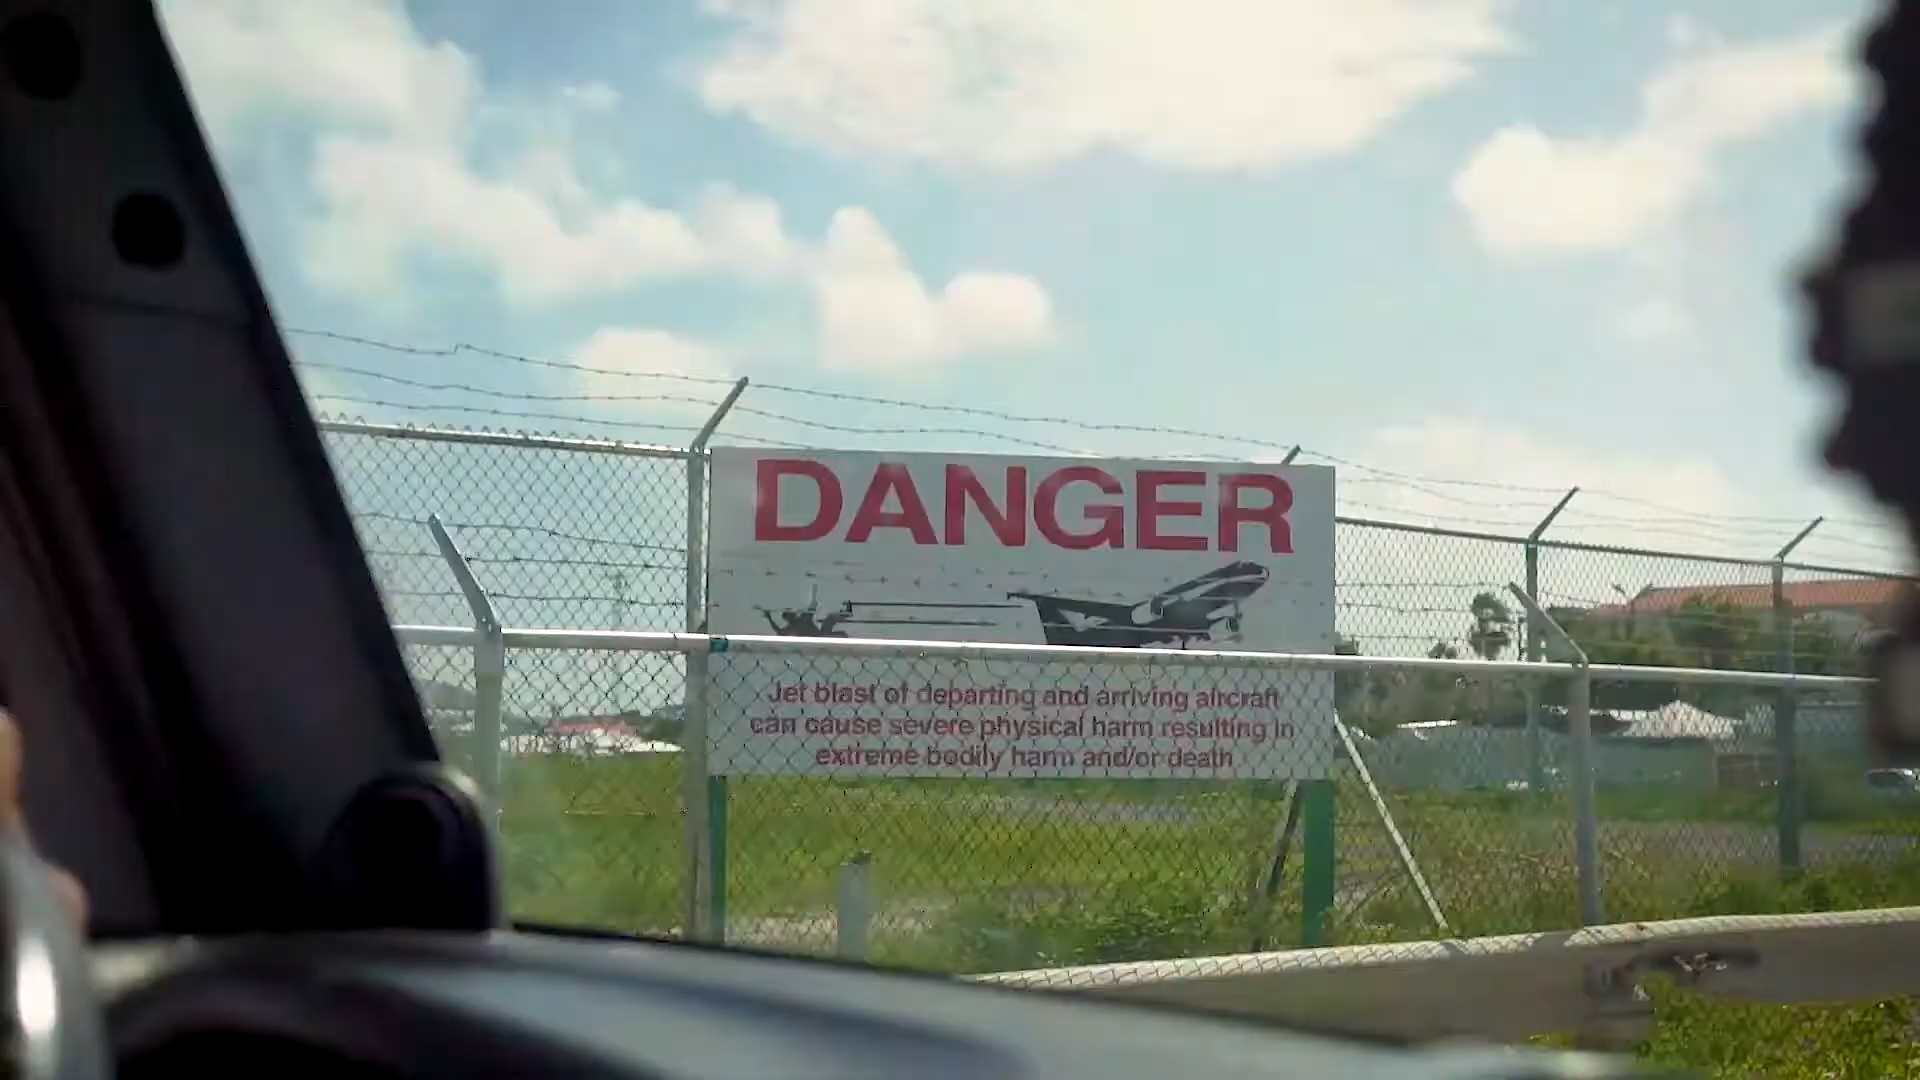 DANGER
Jet blast of departing and arriving aircraft
can cause severe physical harm resulting in
extreme bodily harm and/or death